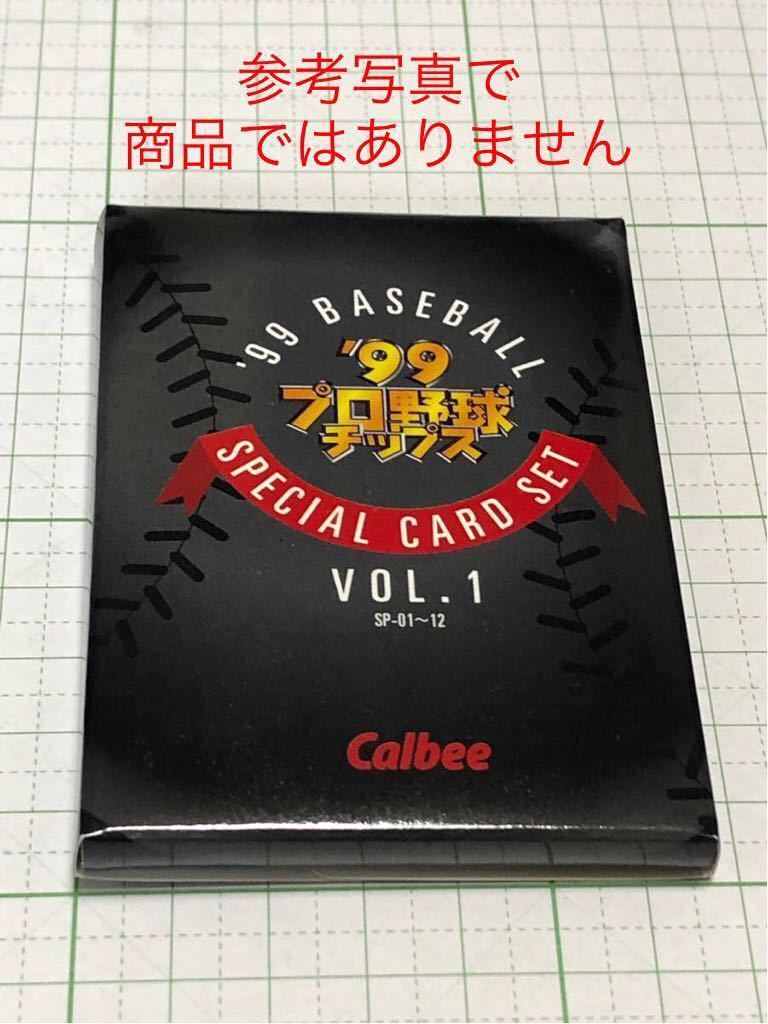 参考写真で
商品ではありません
'99 BASEBALL
'99
プロ野球
チップス
SPECIAL CARD SET
VOL.1
SP-01～12
Calbee